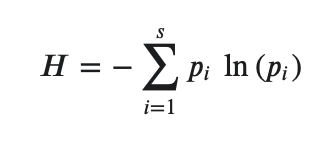 H = − ∑_{i=1}^{s} p_i ln (p_i)